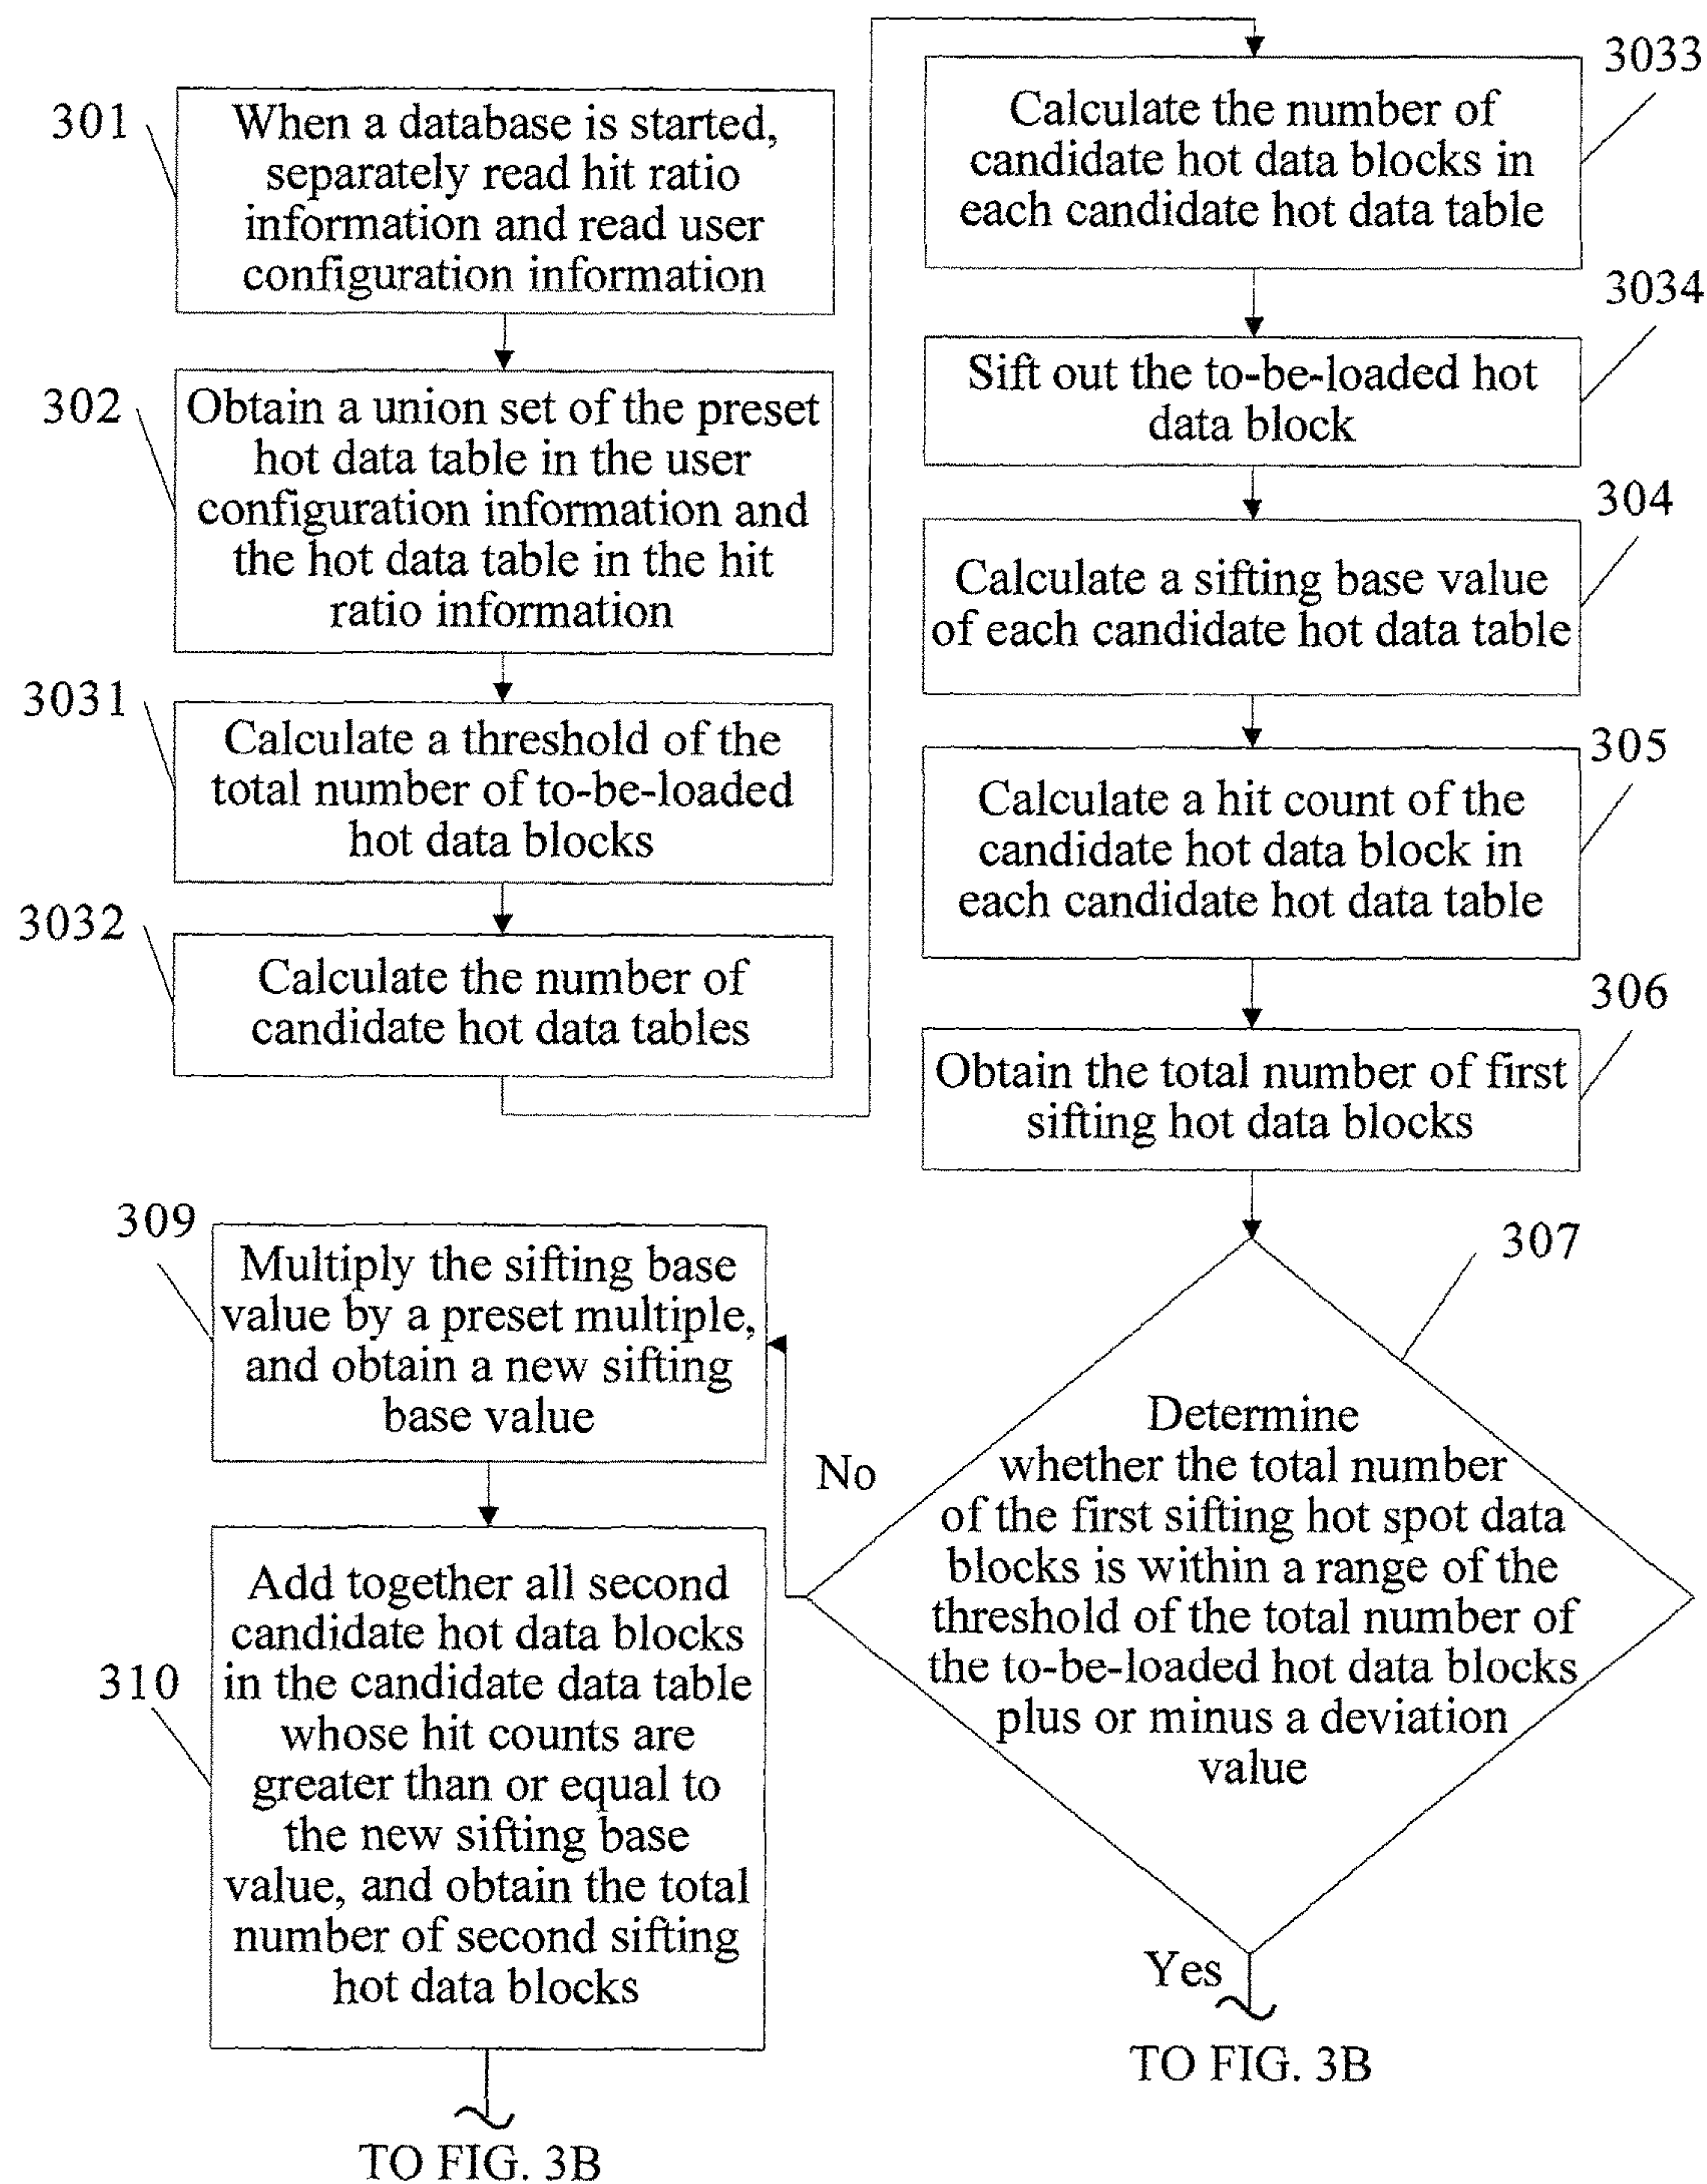 301
When a database is started,
separately read hit ratio
information and read user
configuration information
302
Obtain a union set of the preset
hot data table in the user
configuration information and
the hot data table in the hit
ratio information
3031
Calculate a threshold of the
total number of to-be-loaded
hot data blocks
3032
Calculate the number of
candidate hot data tables
3033
Calculate the number of
candidate hot data blocks in
each candidate hot data table
3034
Sift out the to-be-loaded hot
data block
304
Calculate a sifting base value
of each candidate hot data table
305
Calculate a hit count of the
candidate hot data block in
each candidate hot data table
306
Obtain the total number of first
sifting hot data blocks
307
Determine
whether the total number
of the first sifting hot spot data
blocks is within a range of the
threshold of the total number of
the to-be-loaded hot data blocks
plus or minus a deviation
value
No
Yes
TO FIG. 3B
309
Multiply the sifting base
value by a preset multiple,
and obtain a new sifting
base value
310
Add together all second
candidate hot data blocks
in the candidate data table
whose hit counts are
greater than or equal to
the new sifting base
value, and obtain the total
number of second sifting
hot data blocks
TO FIG. 3B